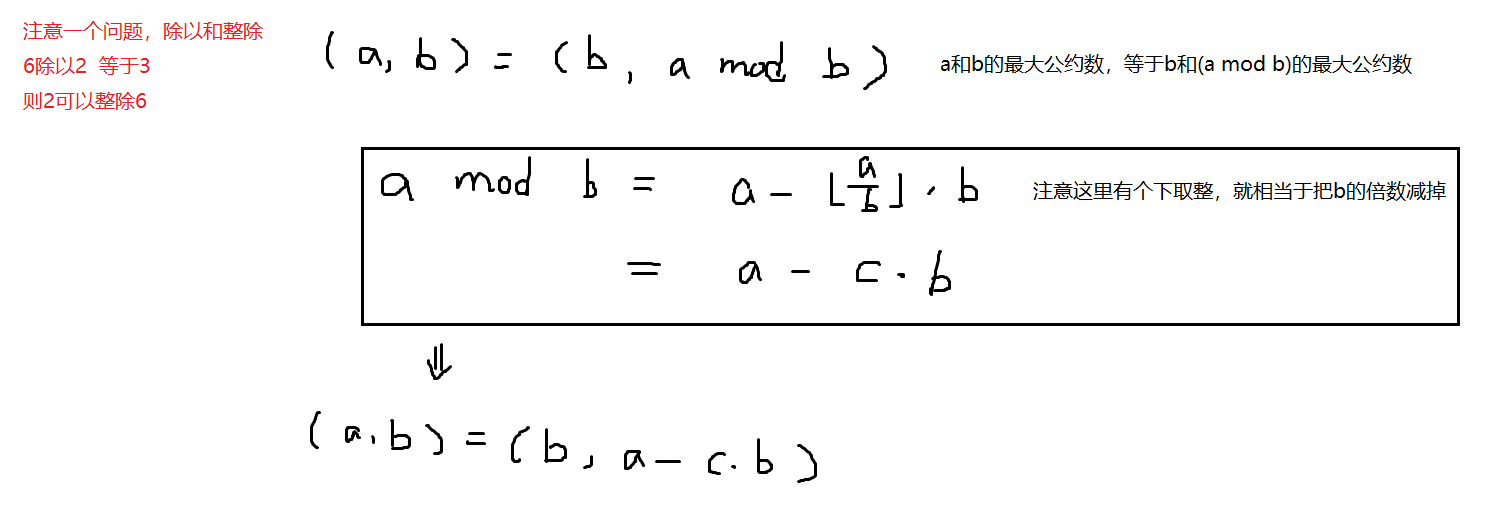 注意一个问题，除以和整除
6除以2 等于3
则2可以整除6
(a, b) = (b, a mod b)
a和b的最大公约数，等于b和(a mod b)的最大公约数
a mod b = a - ⌊a/b⌋ · b
注意这里有个下取整，就相当于把b的倍数减掉
= a - c · b
⇓
(a, b) = (b, a - c · b)